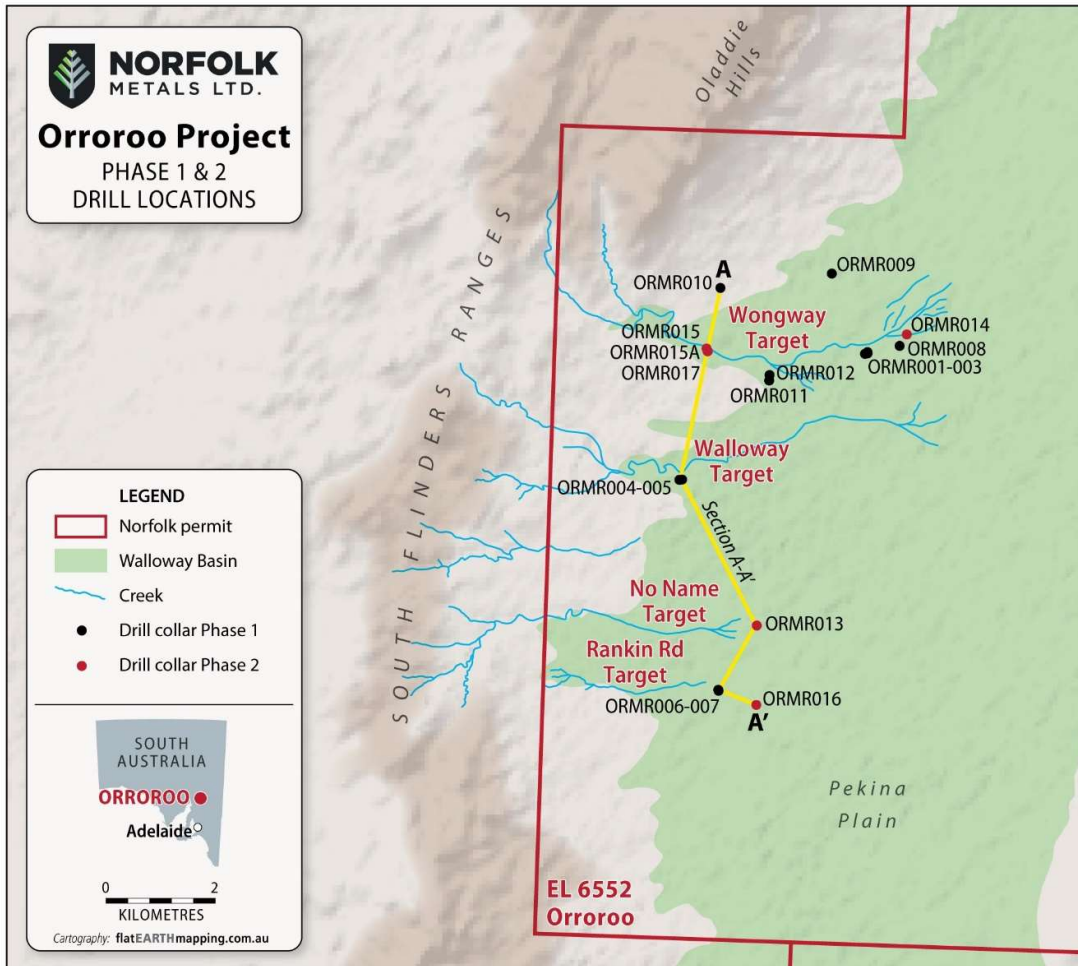 NORFOLK
METALS LTD.
Orroroo Project
PHASE 1 & 2
DRILL LOCATIONS
Oladdie
Hills
SOUTH FLINDERS RANGES
A
ORMR009
ORMR010
Wongway
Target
ORMR014
ORMR015
ORMR015A
ORMR017
ORMR008
ORMR012
ORMR001-003
ORMR011
Walloway
Target
ORMR004-005
Section A-A'
No Name
Target
ORMR013
Rankin Rd
Target
ORMR006-007
ORMR016
A'
Pekina
Plain
EL 6552
Orroroo
LEGEND
Norfolk permit
Walloway Basin
Creek
Drill collar Phase 1
Drill collar Phase 2
SOUTH
AUSTRALIA
ORROROO
Adelaide
0 2
KILOMETRES
Cartography: flatEARTHmapping.com.au